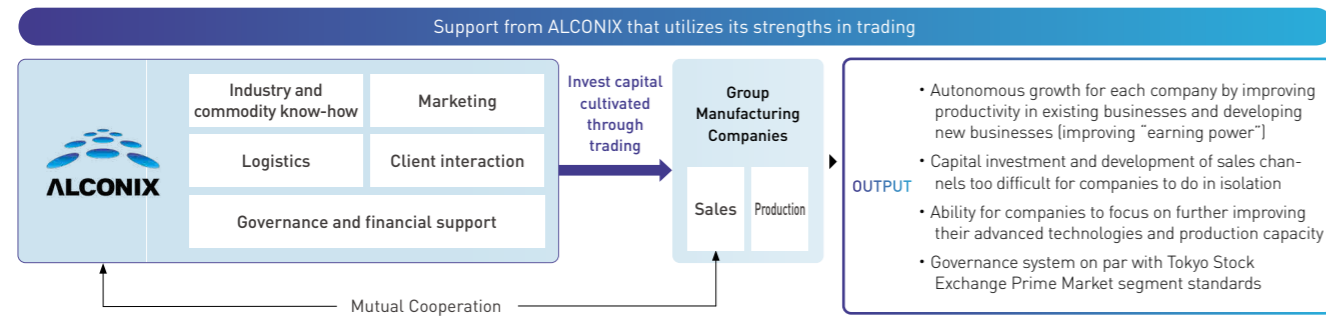 Support from ALCONIX that utilizes its strengths in trading
ALCONIX
Industry and
commodity know-how
Marketing
Logistics
Client interaction
Governance and financial support
Invest capital
cultivated
through
trading
Group
Manufacturing
Companies
Sales
Production
Mutual Cooperation
OUTPUT
• Autonomous growth for each company by improving
productivity in existing businesses and developing
new businesses (improving “earning power”)
• Capital investment and development of sales chan-
nels too difficult for companies to do in isolation
• Ability for companies to focus on further improving
their advanced technologies and production capacity
• Governance system on par with Tokyo Stock
Exchange Prime Market segment standards